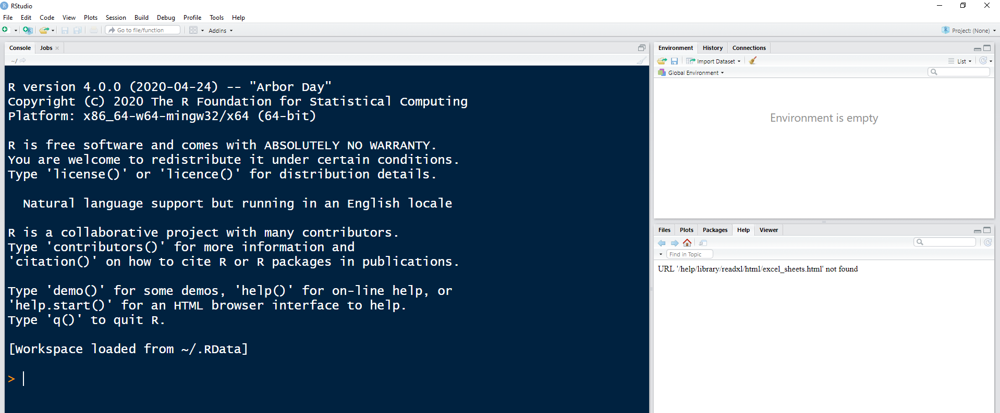 RStudio
File Edit Code View Plots Session Build Debug Profile Tools Help
Go to file/function Addins Project: (None)
Console Jobs
~/
R version 4.0.0 (2020-04-24) -- "Arbor Day"
Copyright (C) 2020 The R Foundation for Statistical Computing
Platform: x86_64-w64-mingw32/x64 (64-bit)
R is free software and comes with ABSOLUTELY NO WARRANTY.
You are welcome to redistribute it under certain conditions.
Type 'license()' or 'licence()' for distribution details.
Natural language support but running in an English locale
R is a collaborative project with many contributors.
Type 'contributors()' for more information and
'citation()' on how to cite R or R packages in publications.
Type 'demo()' for some demos, 'help()' for on-line help, or
'help.start()' for an HTML browser interface to help.
Type 'q()' to quit R.
[Workspace loaded from ~/.RData]
>
Environment History Connections
Import Dataset List
Global Environment
Environment is empty
Files Plots Packages Help Viewer
Find in Topic
URL '/help/library/readxl/html/excel_sheets.html' not found